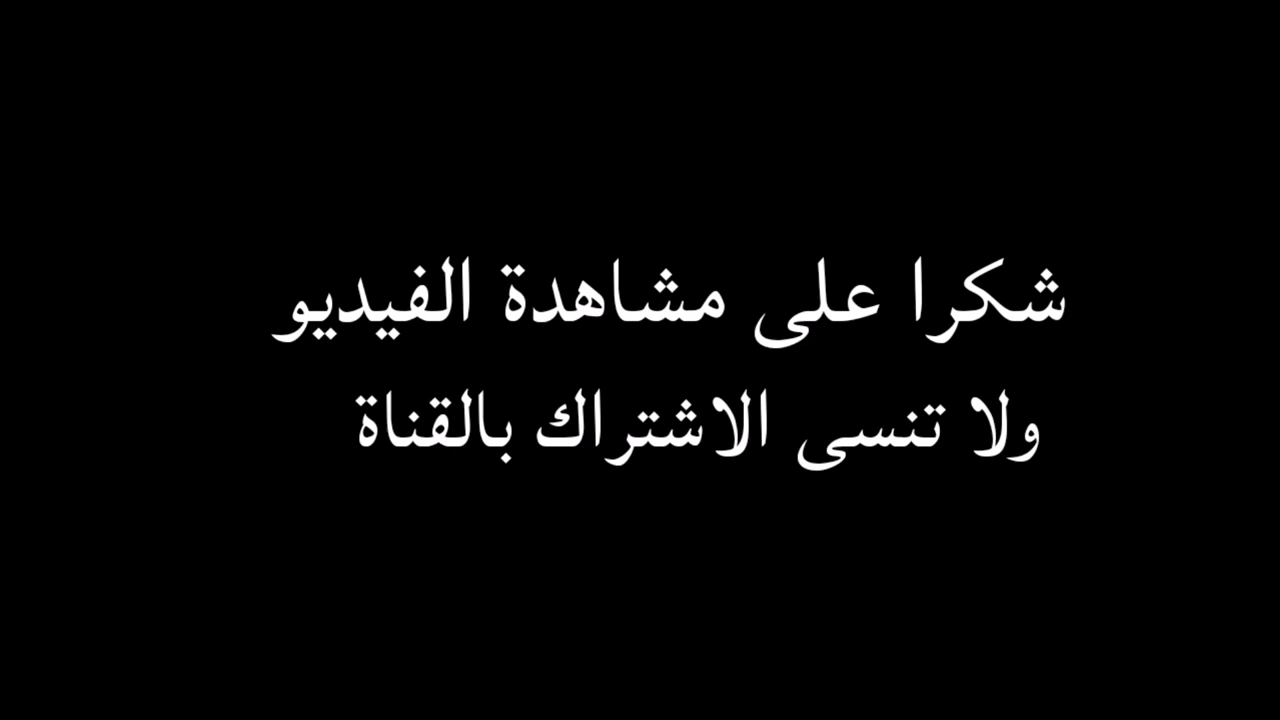 شكرا على مشاهدة الفيديو
ولا تنسى الاشتراك بالقناة